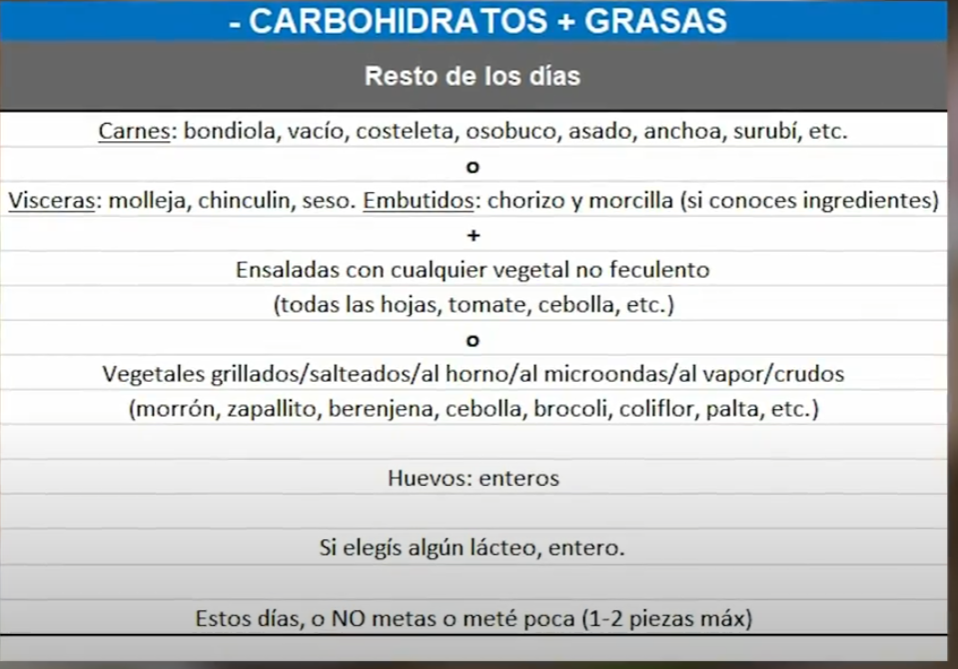 - CARBOHIDRATOS + GRASAS
Resto de los días
Carnes: bondiola, vacío, costeleta, osobuco, asado, anchoa, surubí, etc.
o
Visceras: molleja, chinculin, seso. Embutidos: chorizo y morcilla (si conoces ingredientes)
+
Ensaladas con cualquier vegetal no feculento
(todas las hojas, tomate, cebolla, etc.)
o
Vegetales grillados/salteados/al horno/al microondas/al vapor/crudos
(morrón, zapallito, berenjena, cebolla, brocoli, coliflor, palta, etc.)
Huevos: enteros
Si elegís algún lácteo, entero.
Estos días, o NO metas o meté poca (1-2 piezas máx)